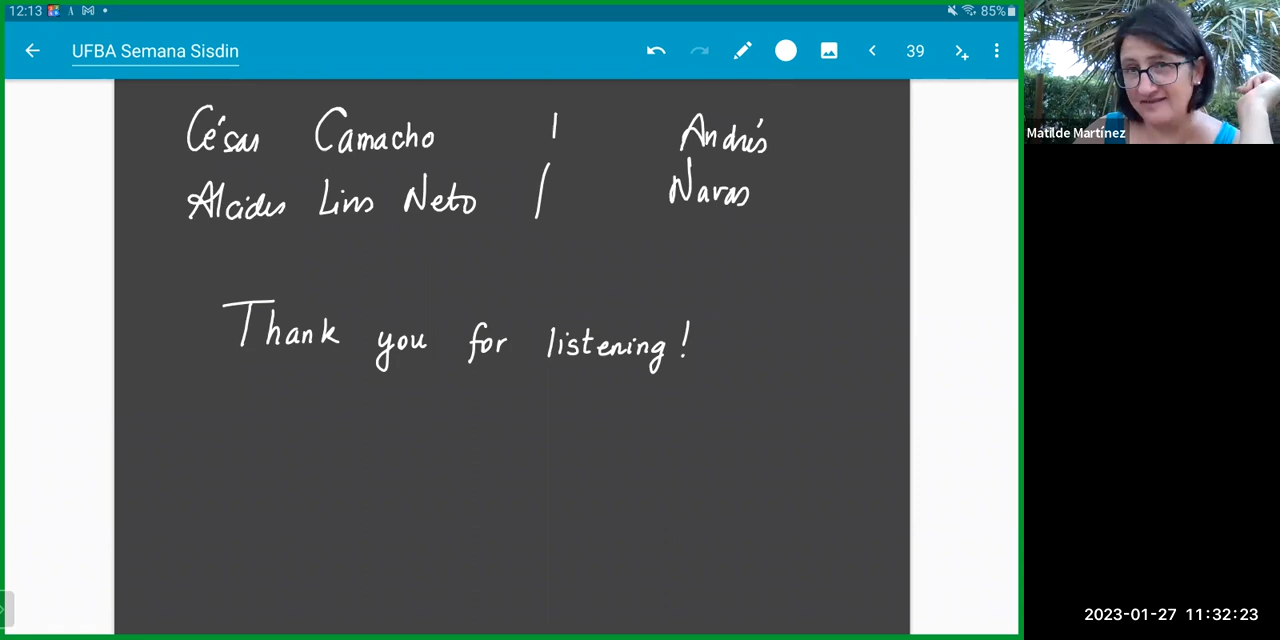 12:13
85%
UFBA Semana Sisdin
39
César Camacho | Andrés
Alcides Lins Neto | Navas
Thank you for listening!
Matilde Martínez
2023-01-27 11:32:23